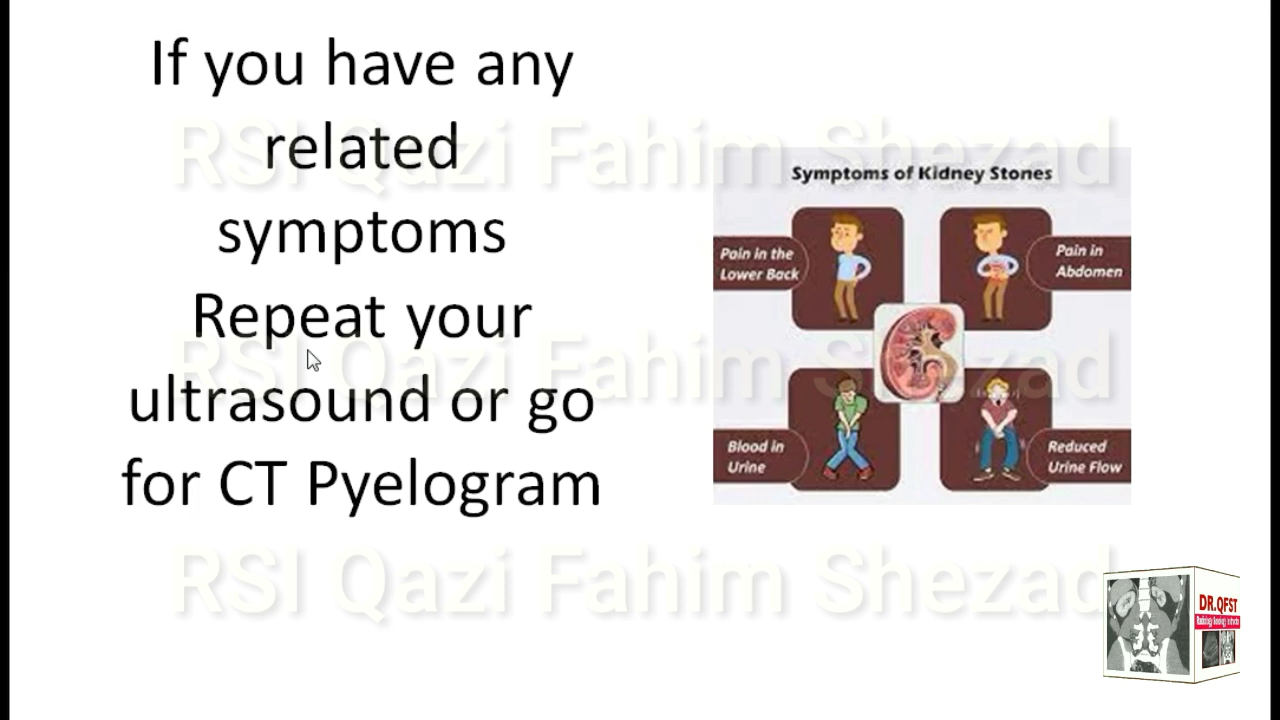 If you have any
related
symptoms
Repeat your
ultrasound or go
for CT Pyelogram
RSI Qazi Fahim Shezad
RSI Qazi Fahim Shezad
RSI Qazi Fahim Shezad
Symptoms of Kidney Stones
Pain in the
Lower Back
Pain in
Abdomen
Blood in
Urine
Reduced
Urine Flow
DR.QFST